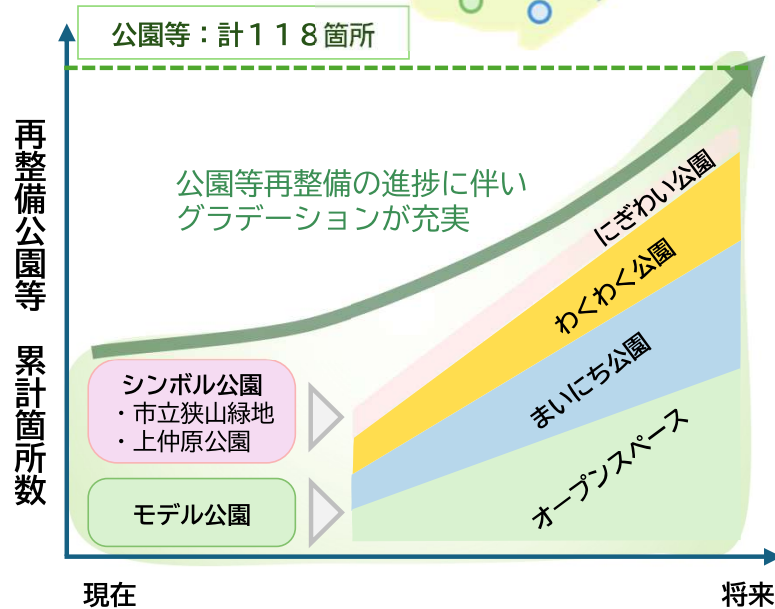 公園等：計１１８箇所
再整備公園等　累計箇所数
公園等再整備の進捗に伴い
グラデーションが充実
にぎわい公園
わくわく公園
まいにち公園
オープンスペース
シンボル公園
・市立狭山緑地
・上仲原公園
モデル公園
現在
将来